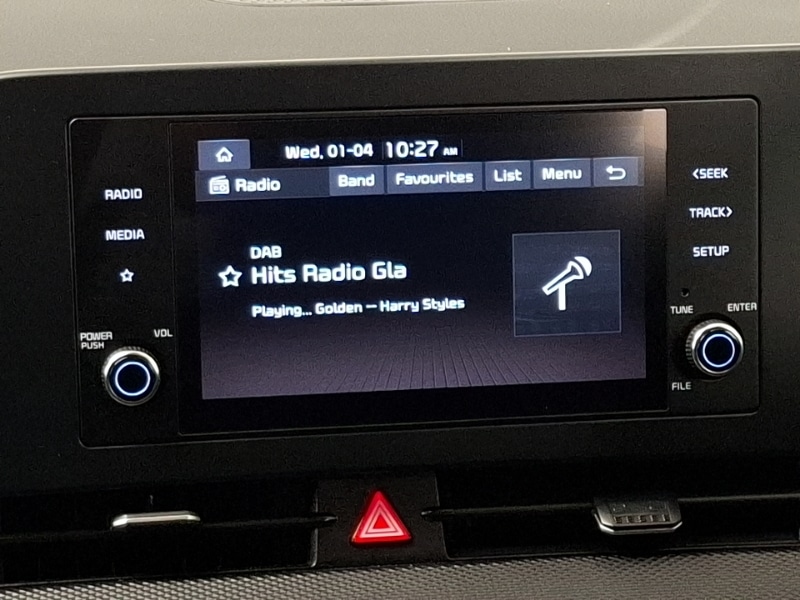 Wed, 01-04 10:27 AM
Radio Band Favourites List Menu
DAB
Hits Radio Gla
Playing... Golden — Harry Styles
RADIO
MEDIA
POWER
PUSH
VOL
<SEEK
TRACK>
SETUP
TUNE
ENTER
FILE